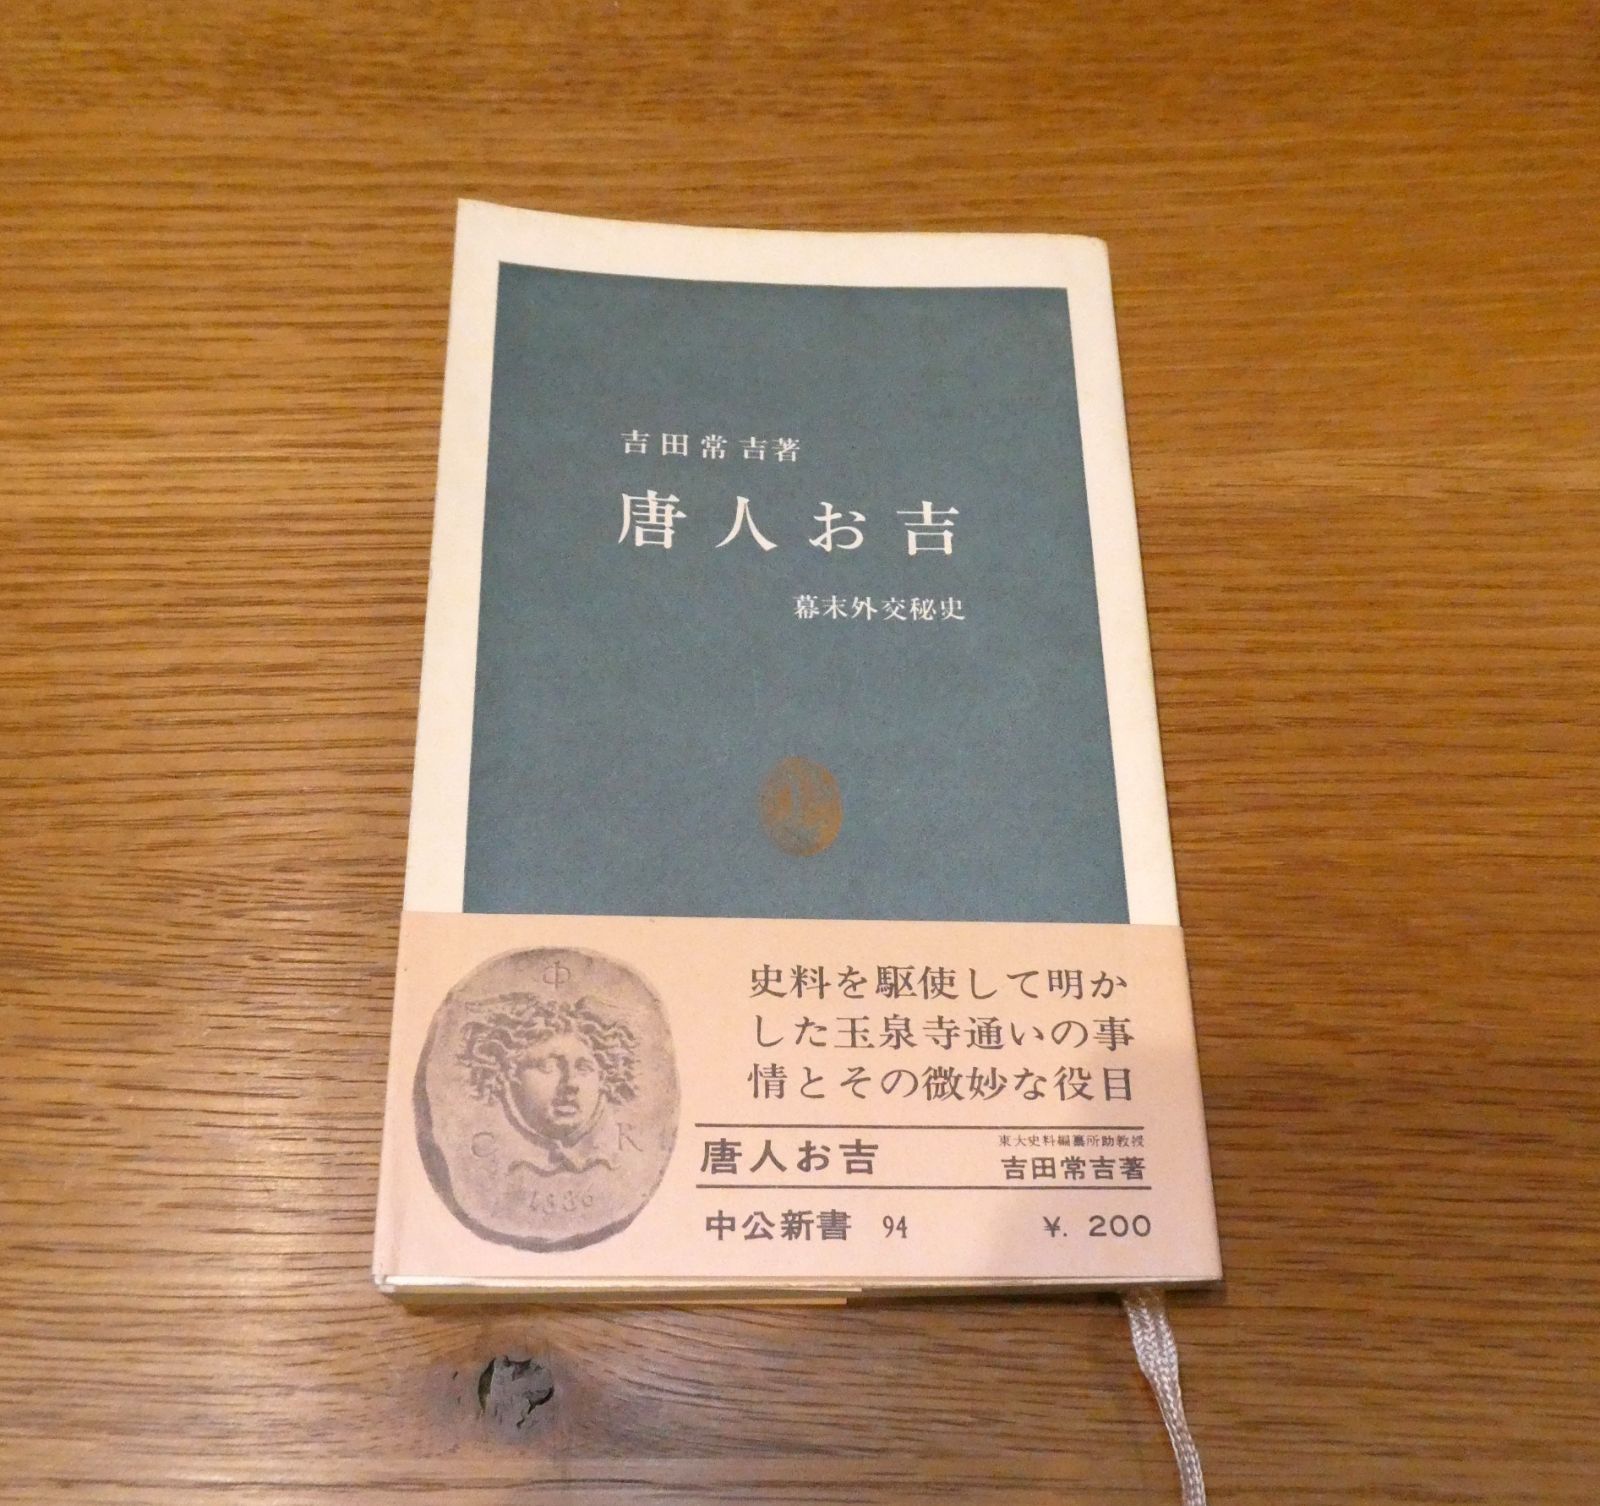 吉田常吉著
唐人お吉
幕末外交秘史
史料を駆使して明か
した玉泉寺通いの事
情とその微妙な役目
唐人お吉
東大史料編纂所助教授
吉田常吉著
中公新書 94
¥. 200
Φ
C R
1886